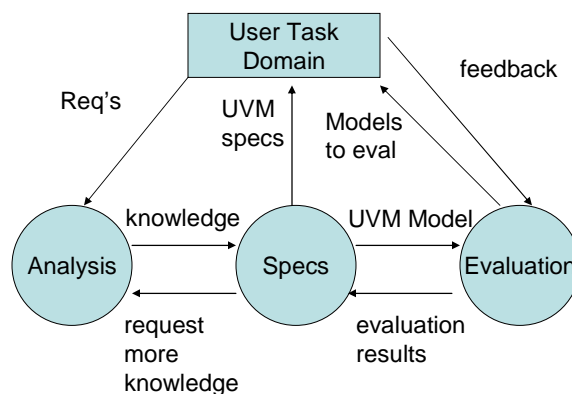 User Task
Domain
feedback
Req's
UVM
specs
Models
to eval
knowledge
UVM Model
Analysis
Specs
Evaluation
request
more
knowledge
evaluation
results